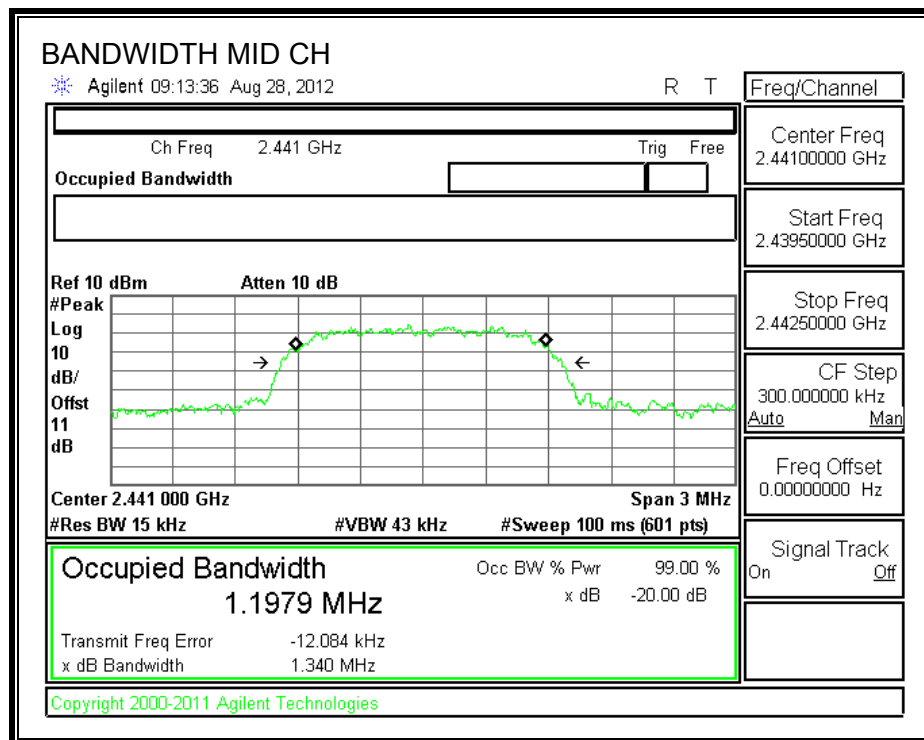 BANDWIDTH MID CH
Agilent 09:13:36 Aug 28, 2012 R T
Ch Freq 2.441 GHz Trig Free
Occupied Bandwidth
Ref 10 dBm Atten 10 dB
#Peak
Log
10
dB/
Offst
11
dB
Center 2.441 000 GHz Span 3 MHz
#Res BW 15 kHz #VBW 43 kHz #Sweep 100 ms (601 pts)
Occupied Bandwidth Occ BW % Pwr 99.00 %
1.1979 MHz x dB -20.00 dB
Transmit Freq Error -12.084 kHz
x dB Bandwidth 1.340 MHz
Copyright 2000-2011 Agilent Technologies
Freq/Channel
Center Freq
2.44100000 GHz
Start Freq
2.43950000 GHz
Stop Freq
2.44250000 GHz
CF Step
300.000000 kHz
Auto Man
Freq Offset
0.00000000 Hz
Signal Track
On Off